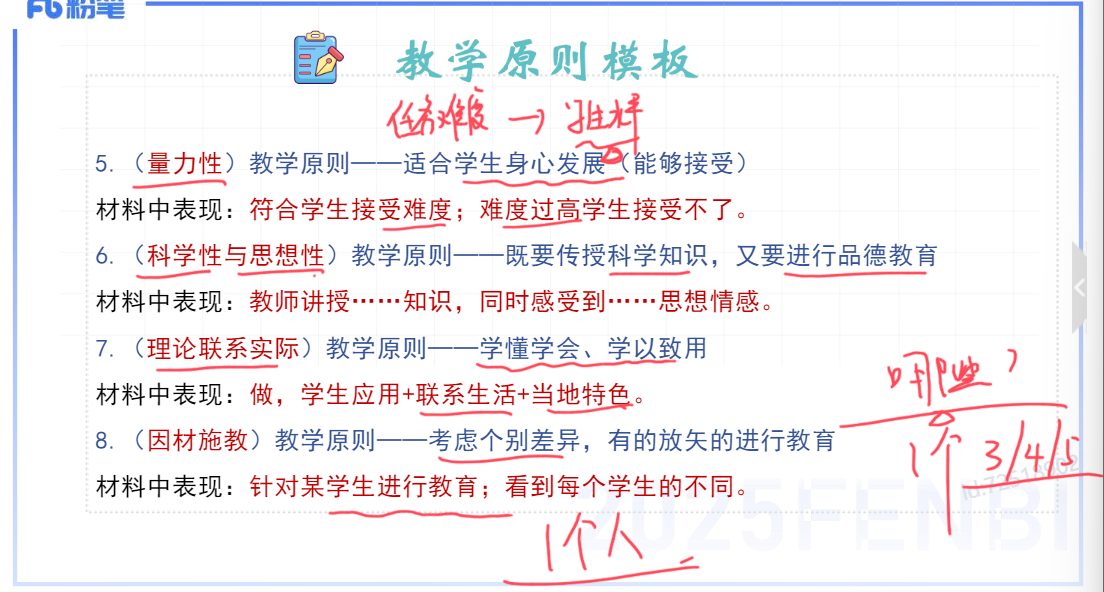 粉笔
教学原则模板
任务难度 → 学生水平
5.（量力性）教学原则——适合学生身心发展（能够接受）
材料中表现：符合学生接受难度；难度过高学生接受不了。
6.（科学性与思想性）教学原则——既要传授科学知识，又要进行品德教育
材料中表现：教师讲授……知识，同时感受到……思想情感。
7.（理论联系实际）教学原则——学懂学会、学以致用
哪些？
材料中表现：做，学生应用+联系生活+当地特色。
8.（因材施教）教学原则——考虑个别差异，有的放矢的进行教育
1个 3/4/5
材料中表现：针对某学生进行教育；看到每个学生的不同。
2025FENBI
1个人